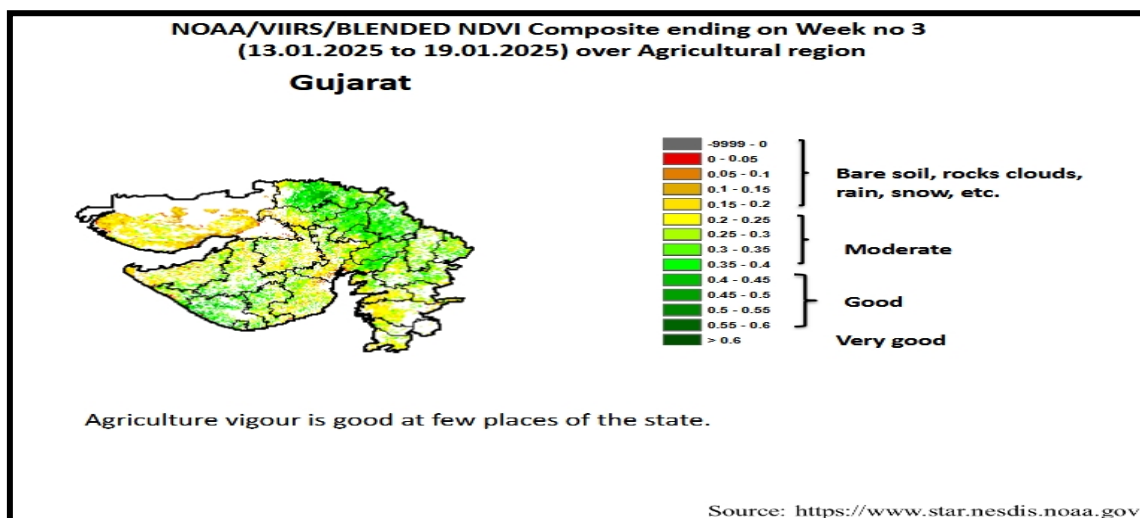 NOAA/VIIRS/BLENDED NDVI Composite ending on Week no 3
(13.01.2025 to 19.01.2025) over Agricultural region
Gujarat
-9999 - 0
0 - 0.05
0.05 - 0.1
0.1 - 0.15
0.15 - 0.2
0.2 - 0.25
0.25 - 0.3
0.3 - 0.35
0.35 - 0.4
0.4 - 0.45
0.45 - 0.5
0.5 - 0.55
0.55 - 0.6
> 0.6
Bare soil, rocks clouds,
rain, snow, etc.
Moderate
Good
Very good
Agriculture vigour is good at few places of the state.
Source: https://www.star.nesdis.noaa.gov